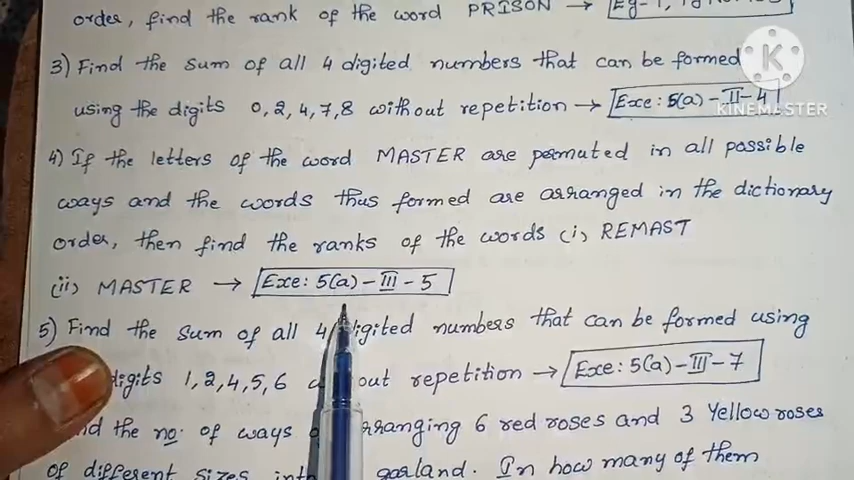 order, find the rank of the word PRISON →
3) Find the sum of all 4 digited numbers that can be formed
using the digits 0,2,4,7,8 without repetition → Exe: 5(a) - II - 4
4) If the letters of the word MASTER are permuted in all possible
ways and the words thus formed are arranged in the dictionary
order, then find the ranks of the words (i) REMAST
(ii) MASTER → Exe: 5(a) - III - 5
5) Find the sum of all 4 digited numbers that can be formed using
digits 1,2,4,5,6 out repetition → Exe: 5(a) - III - 7
the no. of ways arranging 6 red roses and 3 Yellow roses
of different sizes garland. In how many of them
K
KINEMASTER